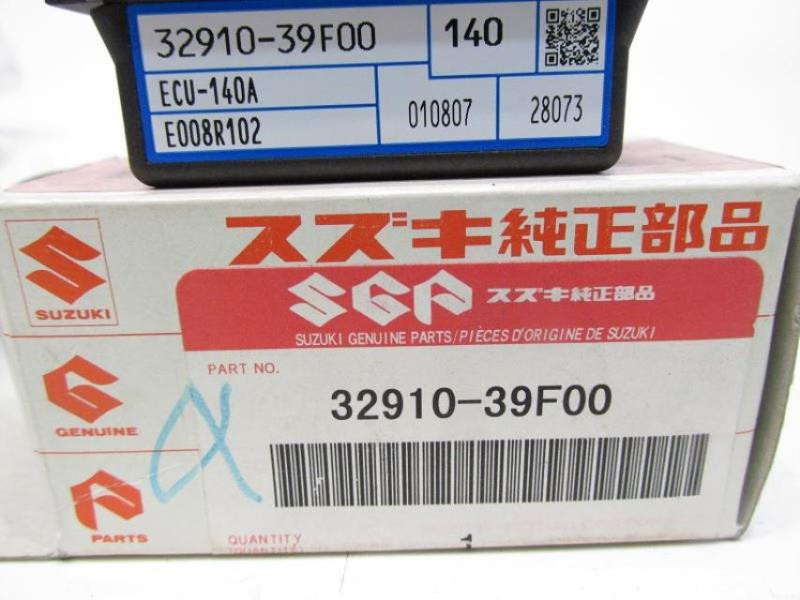 32910-39F00
140
ECU-140A
E008R102
010807
28073
スズキ純正部品
SUZUKI
GENUINE
PARTS
SGP スズキ純正部品
SUZUKI GENUINE PARTS/PIÈCES D'ORIGINE DE SUZUKI
PART NO.
32910-39F00
α
QUANTITY
1